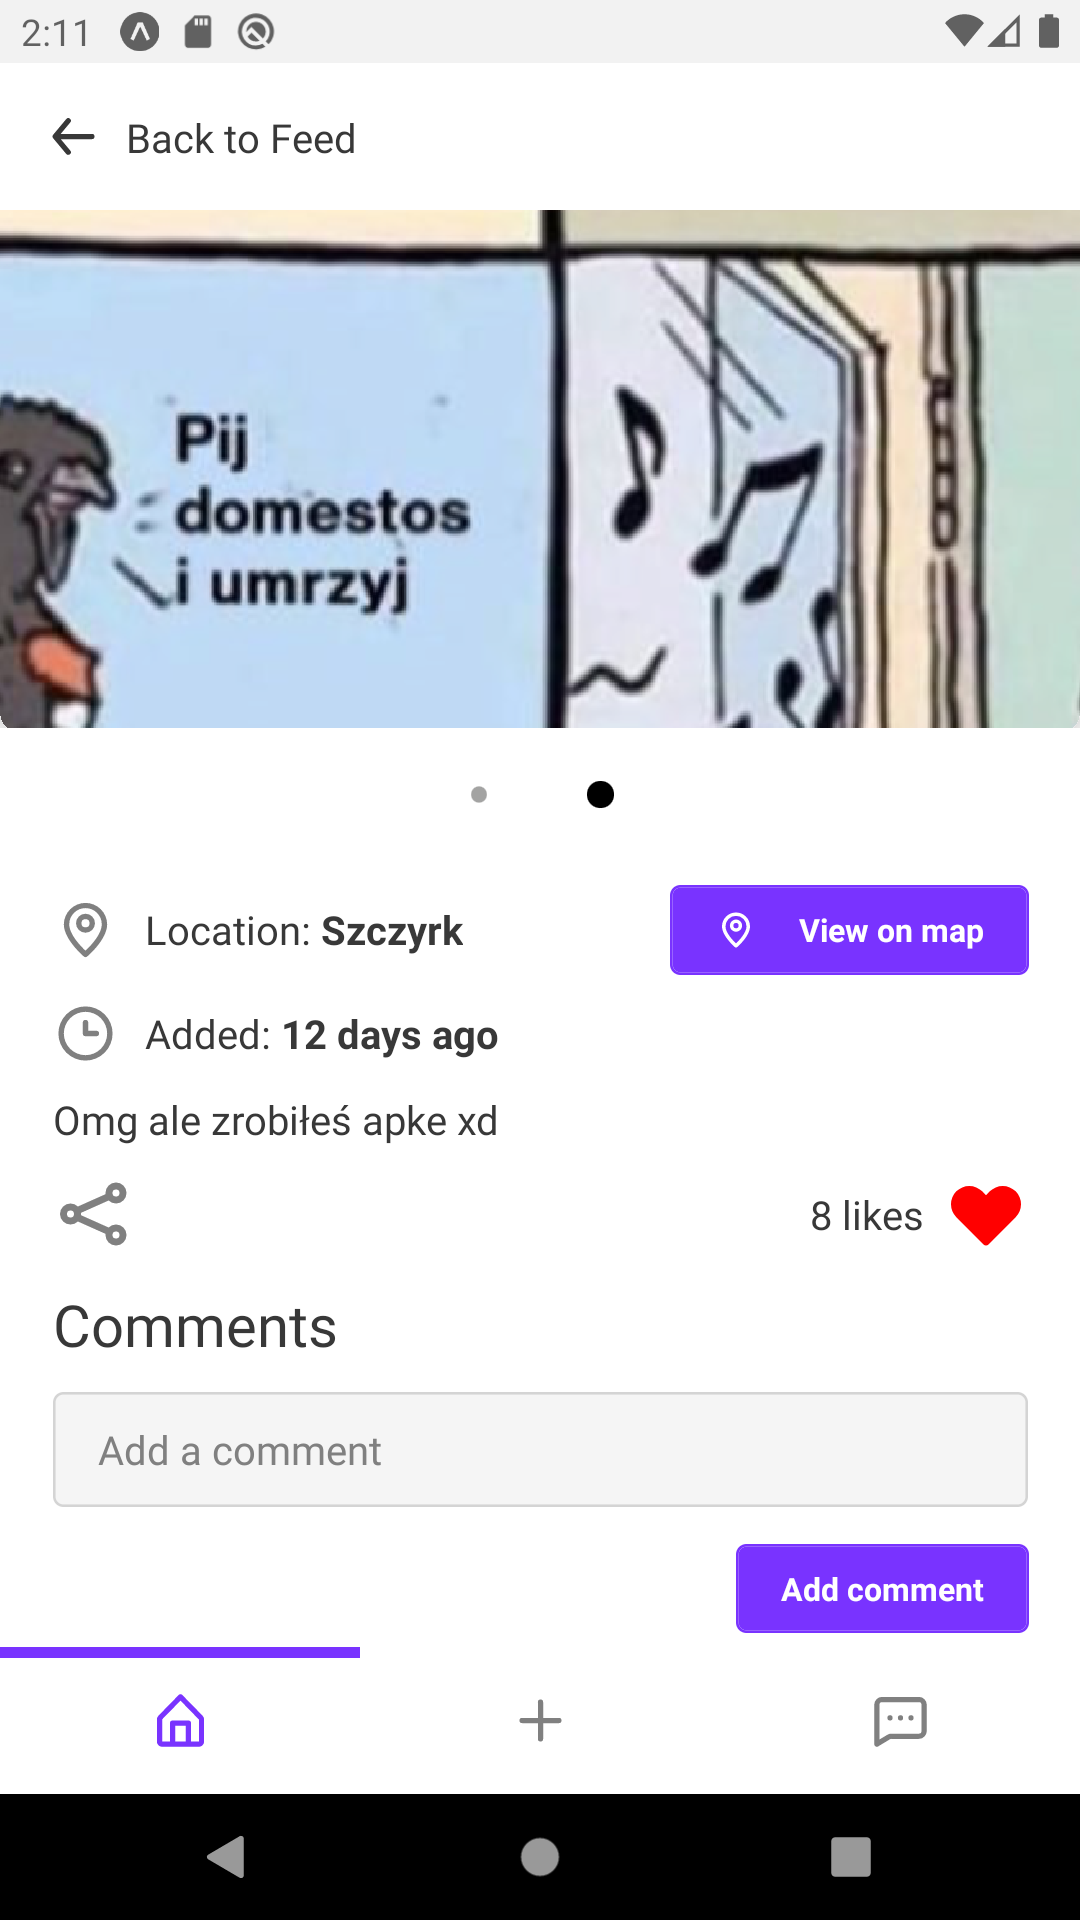 2:11
Back to Feed
Pij
domestos
i umrzyj
Location: Szczyrk
View on map
Added: 12 days ago
Omg ale zrobiłeś apke xd
8 likes
Comments
Add a comment
Add comment